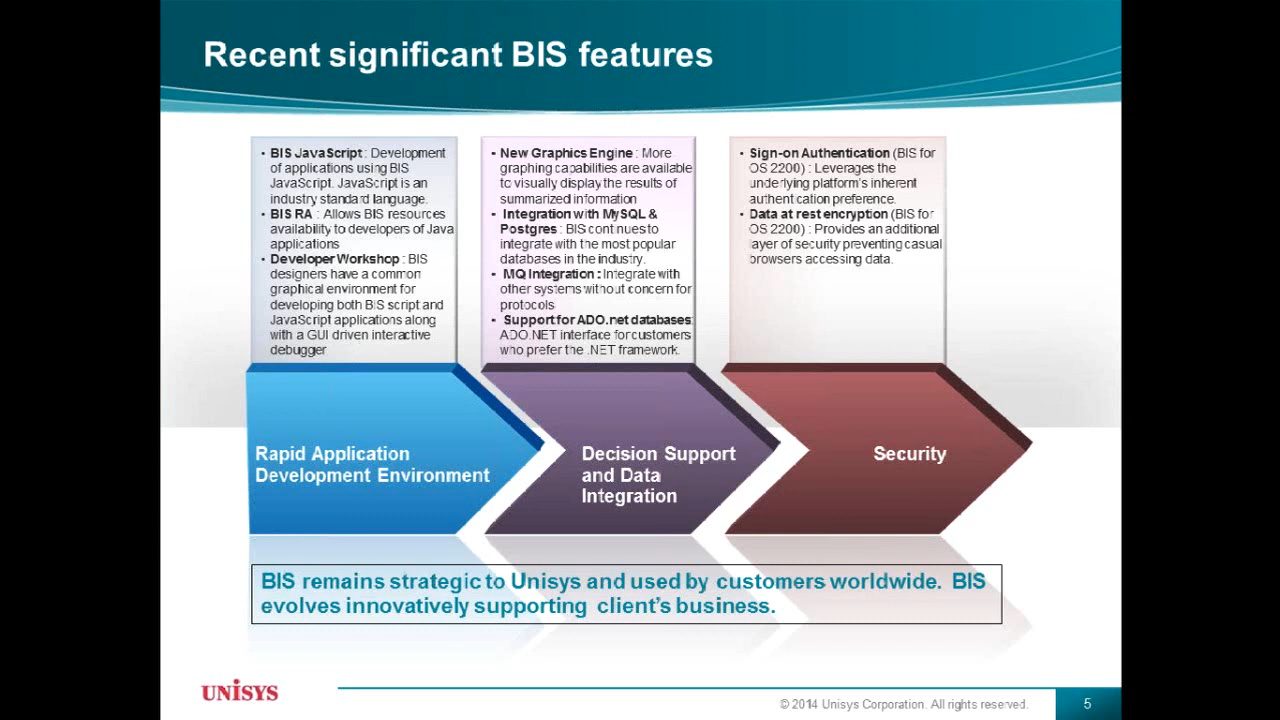 Recent significant BIS features
• BIS JavaScript : Development
of applications using BIS
JavaScript. JavaScript is an
industry standard language.
• BIS RA : Allows BIS resources
availability to developers of Java
applications
• Developer Workshop : BIS
designers have a common
graphical environment for
developing both BIS script and
JavaScript applications along
with a GUI driven interactive
debugger
• New Graphics Engine : More
graphing capabilities are available
to visually display the results of
summarized information
• Integration with MySQL &
Postgres : BIS continues to
integrate with the most popular
databases in the industry.
• MQ Integration : Integrate with
other systems without concern for
protocols
• Support for ADO.net databases:
ADO.NET interface for customers
who prefer the .NET framework.
• Sign-on Authentication (BIS for
OS 2200) : Leverages the
underlying platform's inherent
authentication preference.
• Data at rest encryption (BIS for
OS 2200) : Provides an additional
layer of security preventing casual
browsers accessing data.
Rapid Application
Development Environment
Decision Support
and Data
Integration
Security
BIS remains strategic to Unisys and used by customers worldwide. BIS
evolves innovatively supporting client's business.
UNISYS
© 2014 Unisys Corporation. All rights reserved.
5